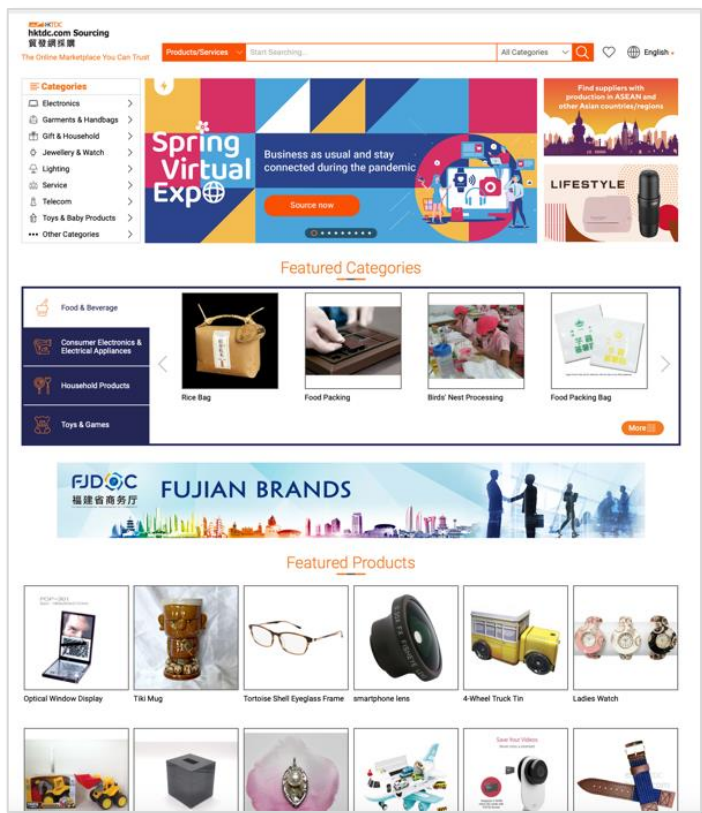 HKTDC
hktdc.com Sourcing
貿發網採購
The Online Marketplace You Can Trust
Products/Services
Start Searching...
All Categories
English
Categories
Electronics
Garments & Handbags
Gift & Household
Jewellery & Watch
Lighting
Service
Telecom
Toys & Baby Products
Other Categories
Spring
Virtual
Expo
Business as usual and stay
connected during the pandemic
Source now
Find suppliers with
production in ASEAN and
other Asian countries/regions
LIFESTYLE
Featured Categories
Food & Beverage
Consumer Electronics &
Electrical Appliances
Household Products
Toys & Games
Rice Bag
Food Packing
Birds' Nest Processing
Food Packing Bag
More
FJDOC
福建省商务厅
FUJIAN BRANDS
Featured Products
Optical Window Display
Tiki Mug
Tortoise Shell Eyeglass Frame
smartphone lens
4-Wheel Truck Tin
Ladies Watch
Save Your Videos